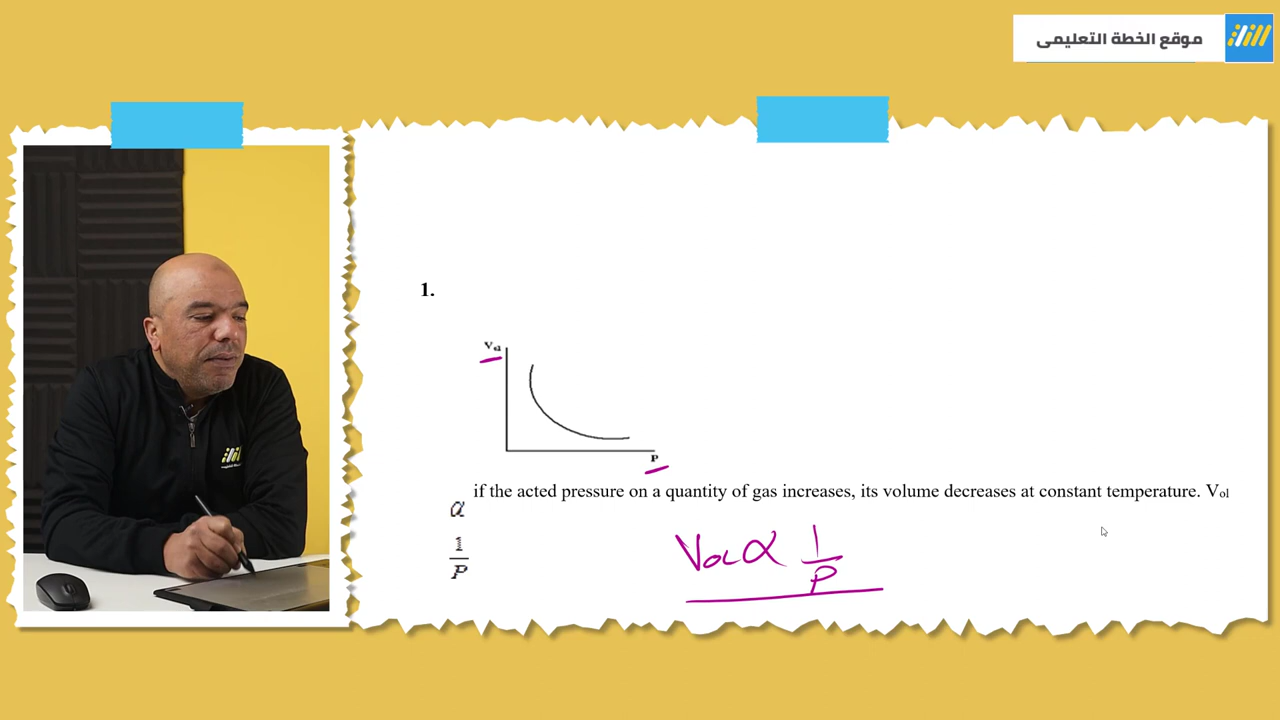 موقع الخطة التعليمى
1.
Vol
P
if the acted pressure on a quantity of gas increases, its volume decreases at constant temperature. Vol
α
1
P
Vol α 1/P